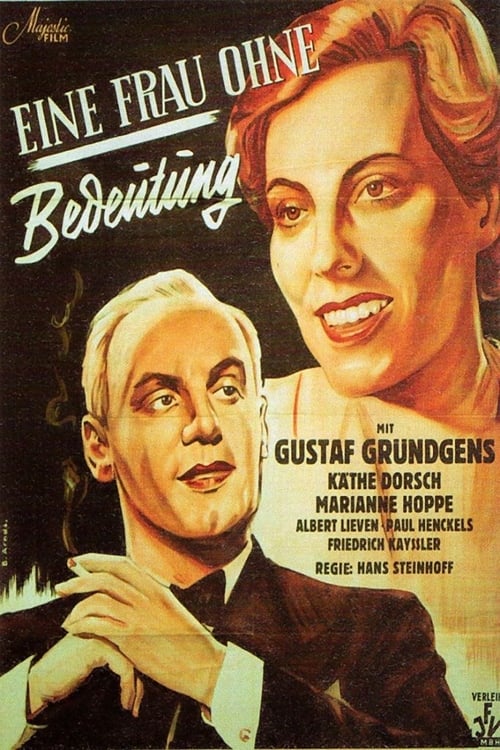 Majestic
FILM
EINE FRAU OHNE
Bedeutung
MIT
GUSTAF GRÜNDGENS
KÄTHE DORSCH
MARIANNE HOPPE
ALBERT LIEVEN · PAUL HENCKELS
FRIEDRICH KAYSSLER
REGIE: HANS STEINHOFF
VERLEIH